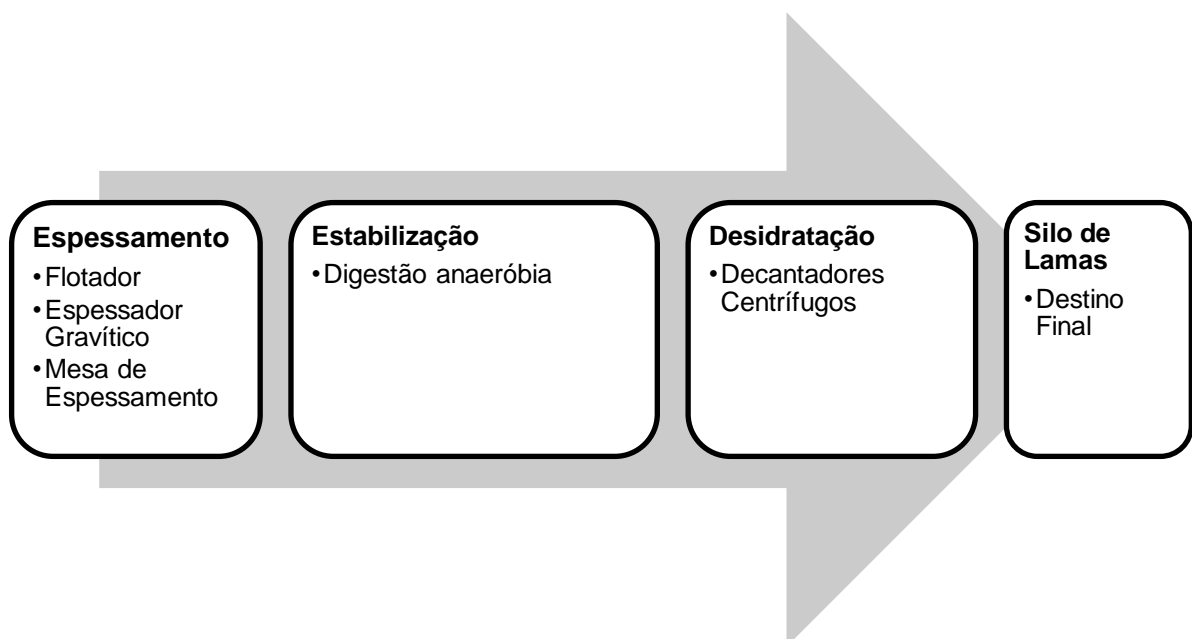 Espessamento
•Flotador
•Espessador
Gravítico
•Mesa de
Espessamento
Estabilização
•Digestão anaeróbia
Desidratação
•Decantadores
Centrífugos
Silo de
Lamas
•Destino
Final